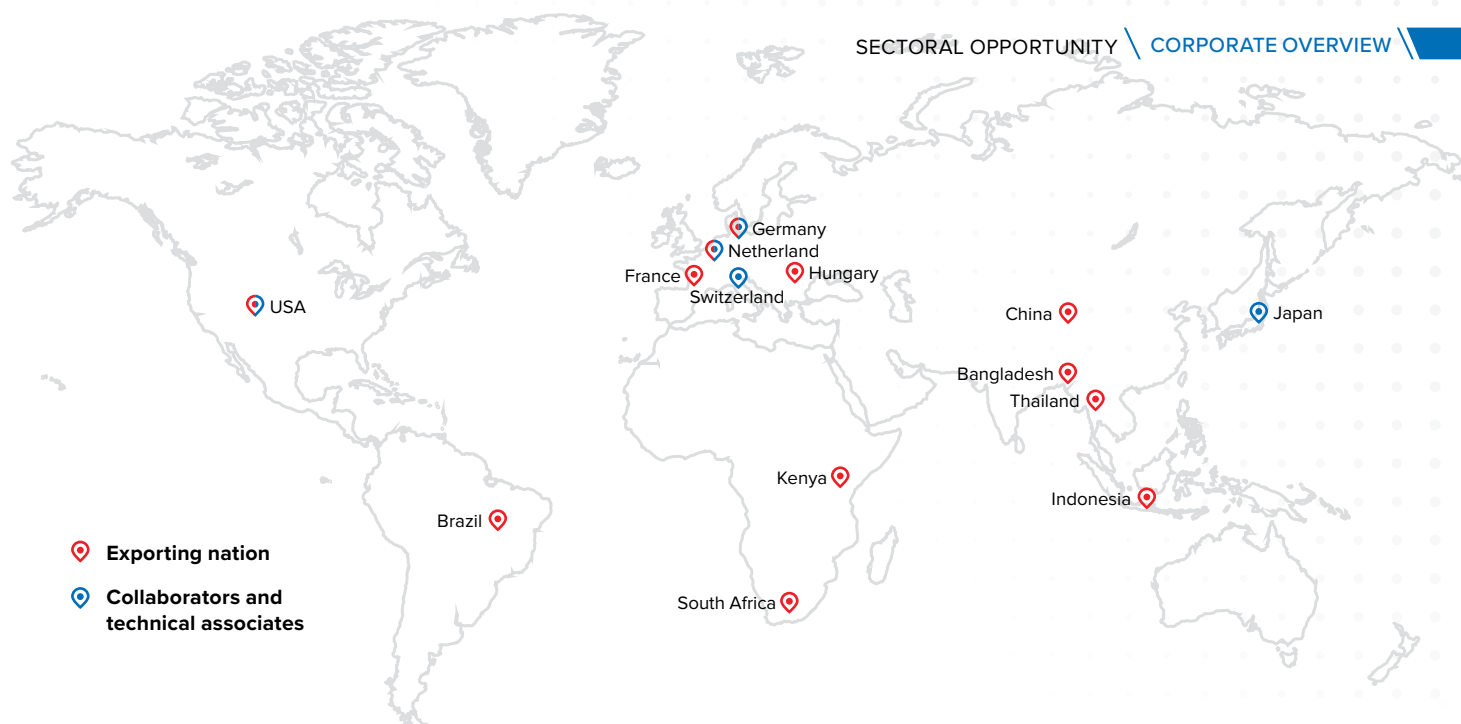 SECTORAL OPPORTUNITY \ CORPORATE OVERVIEW
Germany
Netherland
France
Hungary
Switzerland
USA
China
Japan
Bangladesh
Thailand
Kenya
Indonesia
Brazil
South Africa
Exporting nation
Collaborators and
technical associates